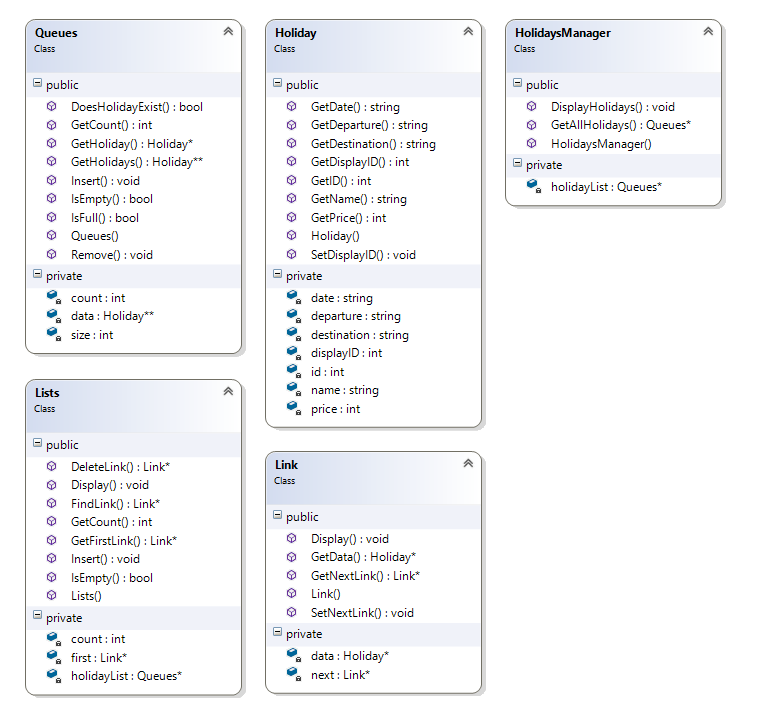 Queues
Class
public
DoesHolidayExist() : bool
GetCount() : int
GetHoliday() : Holiday*
GetHolidays() : Holiday**
Insert() : void
IsEmpty() : bool
IsFull() : bool
Queues()
Remove() : void
private
count : int
data : Holiday**
size : int
Lists
Class
public
DeleteLink() : Link*
Display() : void
FindLink() : Link*
GetCount() : int
GetFirstLink() : Link*
Insert() : void
IsEmpty() : bool
Lists()
private
count : int
first : Link*
holidayList : Queues*
Holiday
Class
public
GetDate() : string
GetDeparture() : string
GetDestination() : string
GetDisplayID() : int
GetID() : int
GetName() : string
GetPrice() : int
Holiday()
SetDisplayID() : void
private
date : string
departure : string
destination : string
displayID : int
id : int
name : string
price : int
Link
Class
public
Display() : void
GetData() : Holiday*
GetNextLink() : Link*
Link()
SetNextLink() : void
private
data : Holiday*
next : Link*
HolidaysManager
Class
public
DisplayHolidays() : void
GetAllHolidays() : Queues*
HolidaysManager()
private
holidayList : Queues*